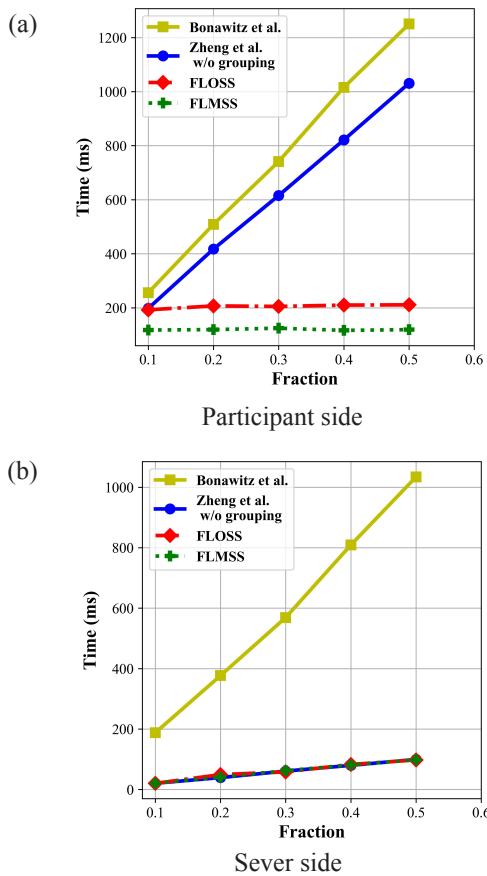 (a)
Bonawitz et al.
Zheng et al.
w/o grouping
FLOSS
FLMSS
Time (ms)
1200
1000
800
600
400
200
0.1 0.2 0.3 0.4 0.5 0.6
Fraction
Participant side
(b)
Bonawitz et al.
Zheng et al.
w/o grouping
FLOSS
FLMSS
Time (ms)
1000
800
600
400
200
0
0.1 0.2 0.3 0.4 0.5 0.6
Fraction
Sever side